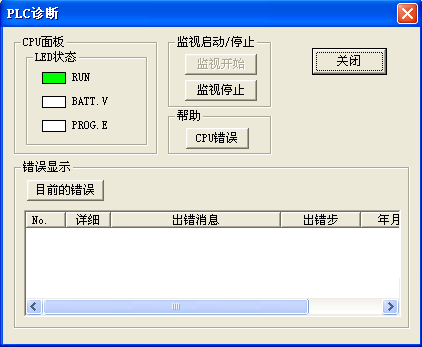 PLC诊断
CPU面板
LED状态
RUN
BATT.V
PROG.E
监视启动/停止
监视开始
监视停止
帮助
CPU错误
关闭
错误显示
目前的错误
No. 详细 出错消息 出错步 年月